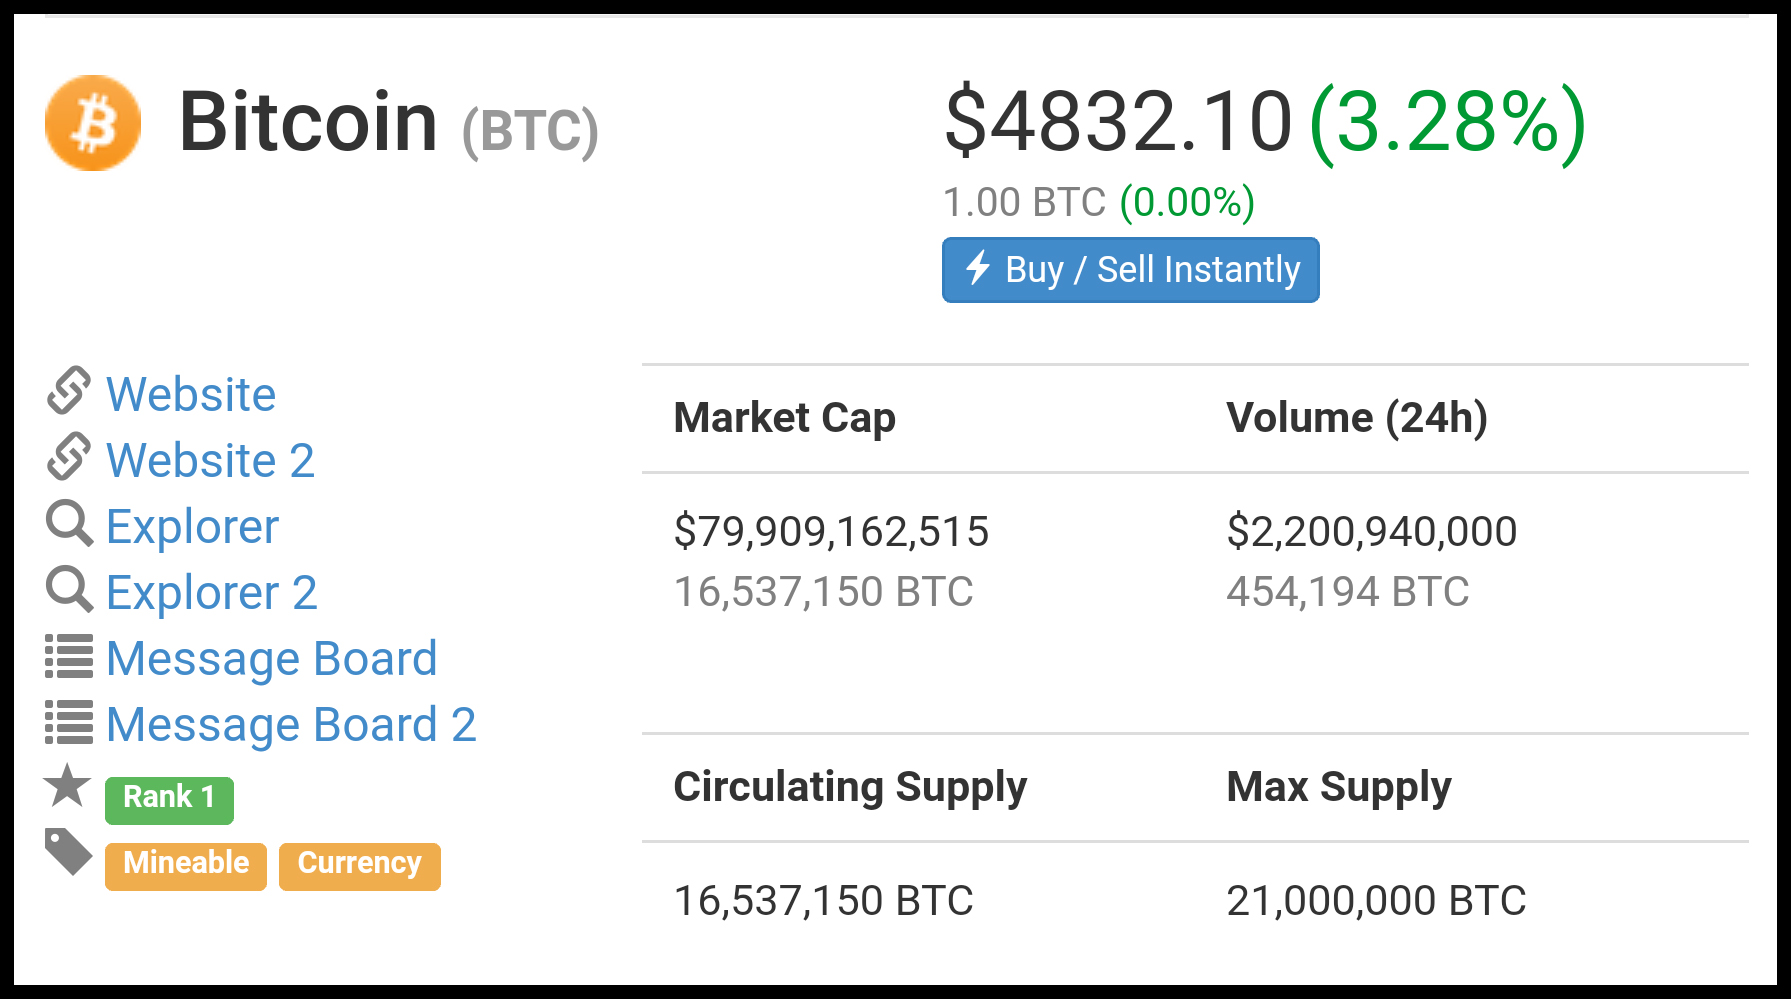 Bitcoin (BTC)
$4832.10 (3.28%)
1.00 BTC (0.00%)
Buy / Sell Instantly
Website
Website 2
Explorer
Explorer 2
Message Board
Message Board 2
Rank 1
Mineable Currency
Market Cap Volume (24h)
$79,909,162,515 $2,200,940,000
16,537,150 BTC 454,194 BTC
Circulating Supply Max Supply
16,537,150 BTC 21,000,000 BTC